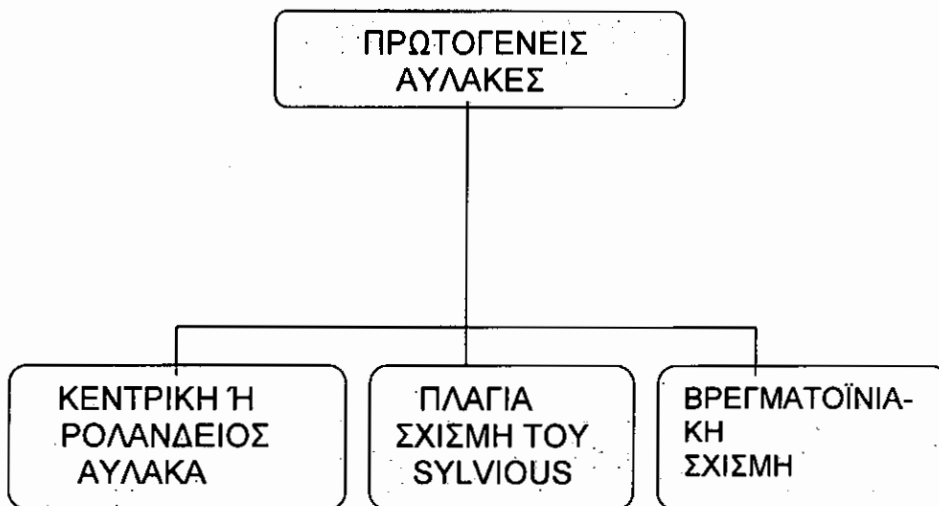 ΠΡΩΤΟΓΕΝΕΙΣ
ΑΥΛΑΚΕΣ
ΚΕΝΤΡΙΚΗ Ή
ΡΟΛΑΝΔΕΙΟΣ
ΑΥΛΑΚΑ
ΠΛΑΓΙΑ
ΣΧΙΣΜΗ ΤΟΥ
SYLVIOUS
ΒΡΕΓΜΑΤΟΪΝΙΑ-
ΚΗ
ΣΧΙΣΜΗ